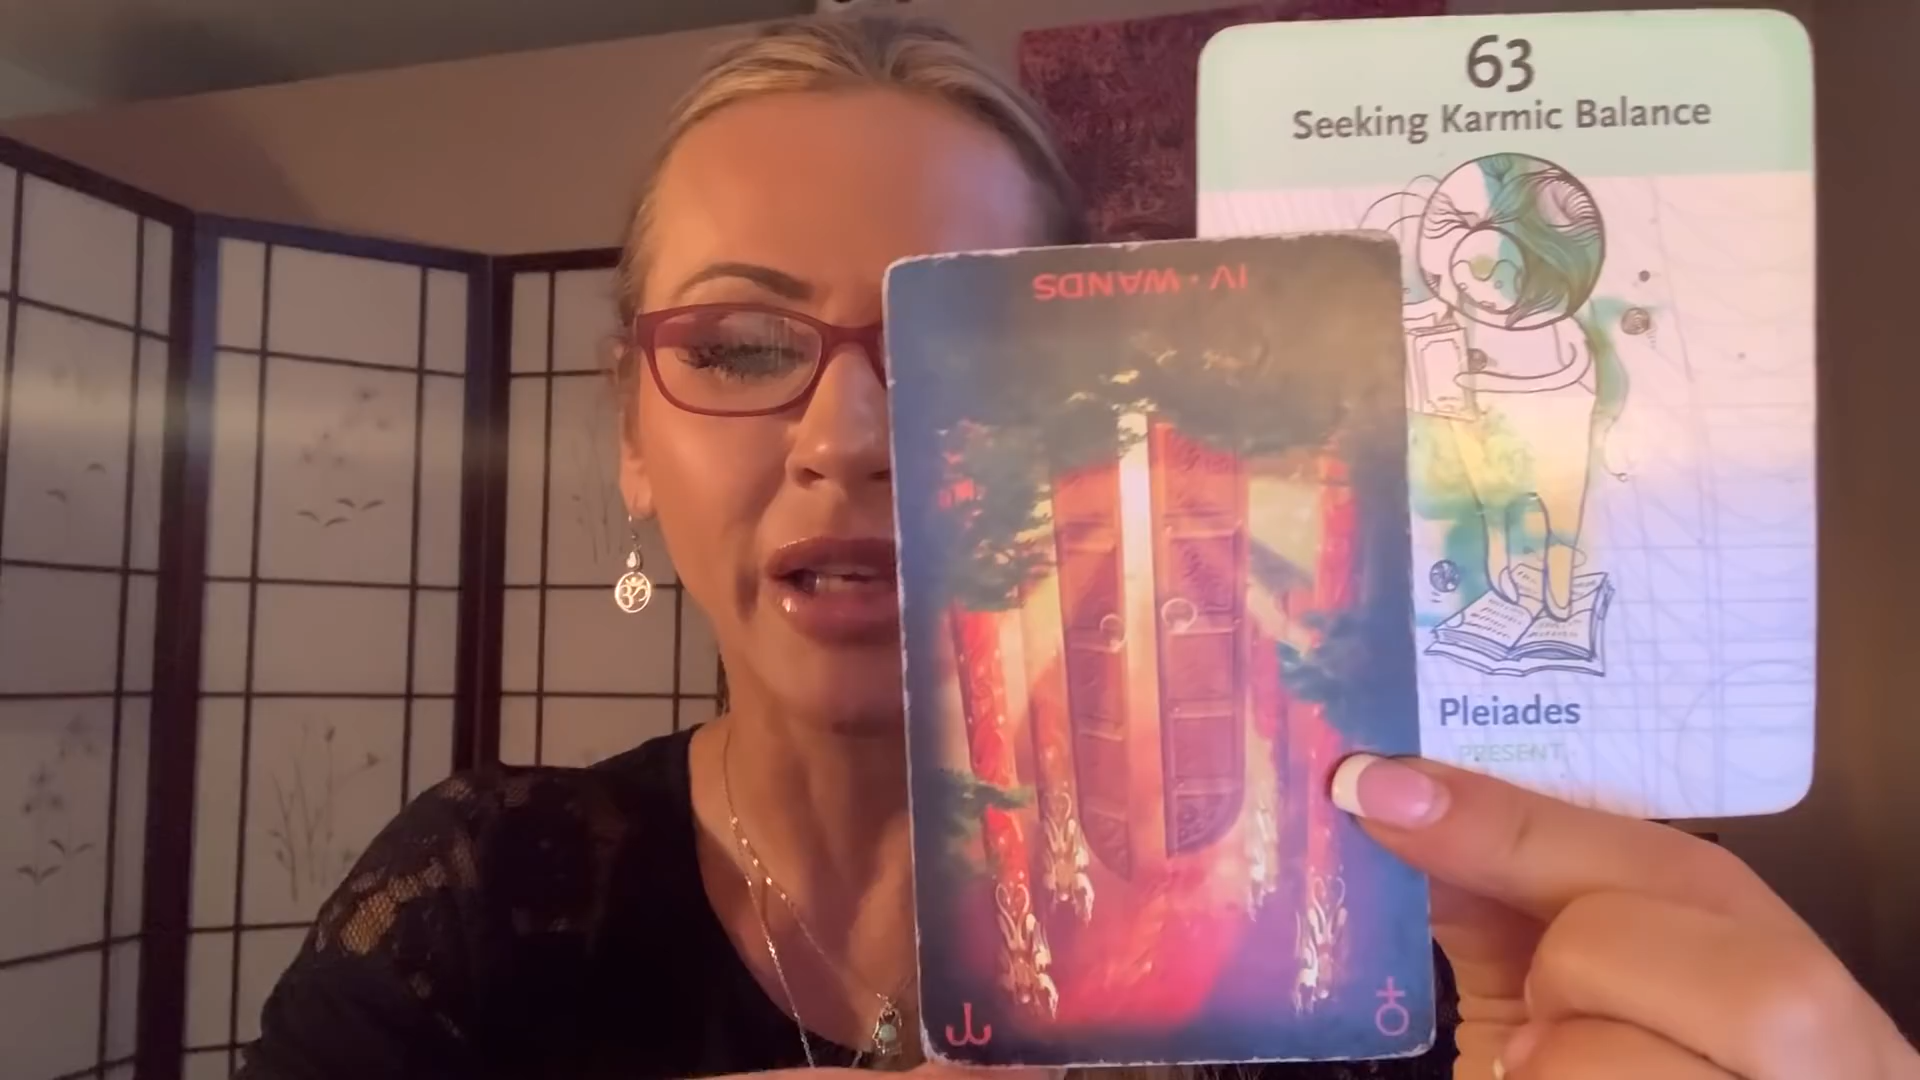 63
Seeking Karmic Balance
IV · WANDS
Pleiades
PRESENT